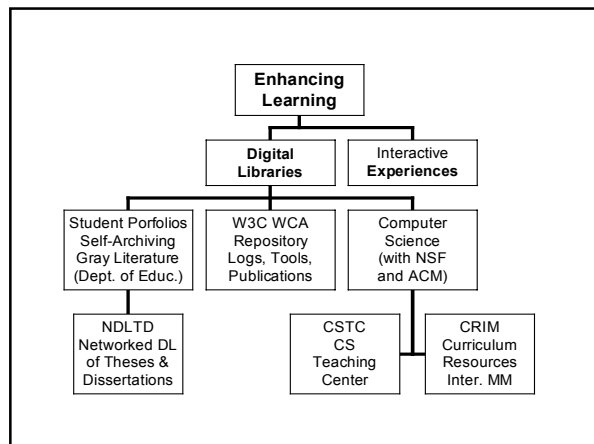 Enhancing
Learning
Digital
Libraries
Interactive
Experiences
Student Porfolios
Self-Archiving
Gray Literature
(Dept. of Educ.)
W3C WCA
Repository
Logs, Tools,
Publications
Computer
Science
(with NSF
and ACM)
NDLTD
Networked DL
of Theses &
Dissertations
CSTC
CS
Teaching
Center
CRIM
Curriculum
Resources
Inter. MM